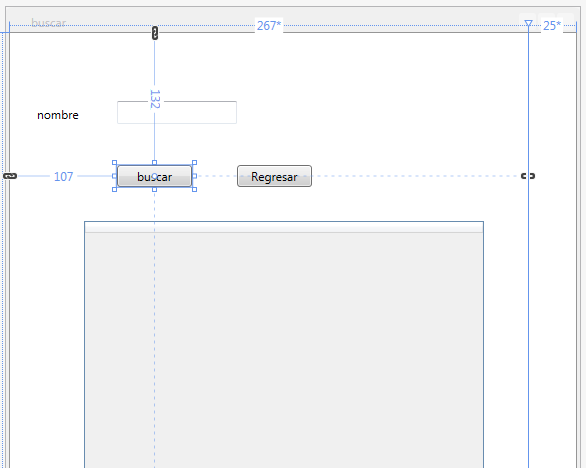 buscar
267*
25*
132
nombre
107
buscar
Regresar